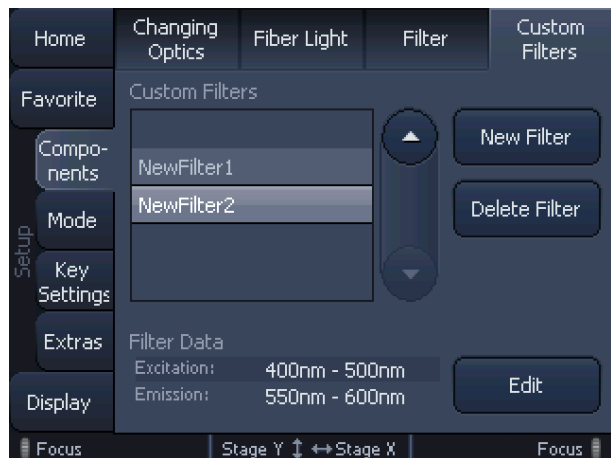 Home
Changing
Optics
Fiber Light
Filter
Custom
Filters
Favorite
Compo-
nents
Setup
Mode
Key
Settings
Extras
Display
Custom Filters
NewFilter1
NewFilter2
New Filter
Delete Filter
Filter Data
Excitation: 400nm - 500nm
Emission: 550nm - 600nm
Edit
Focus
Stage Y ↕ ↔ Stage X
Focus